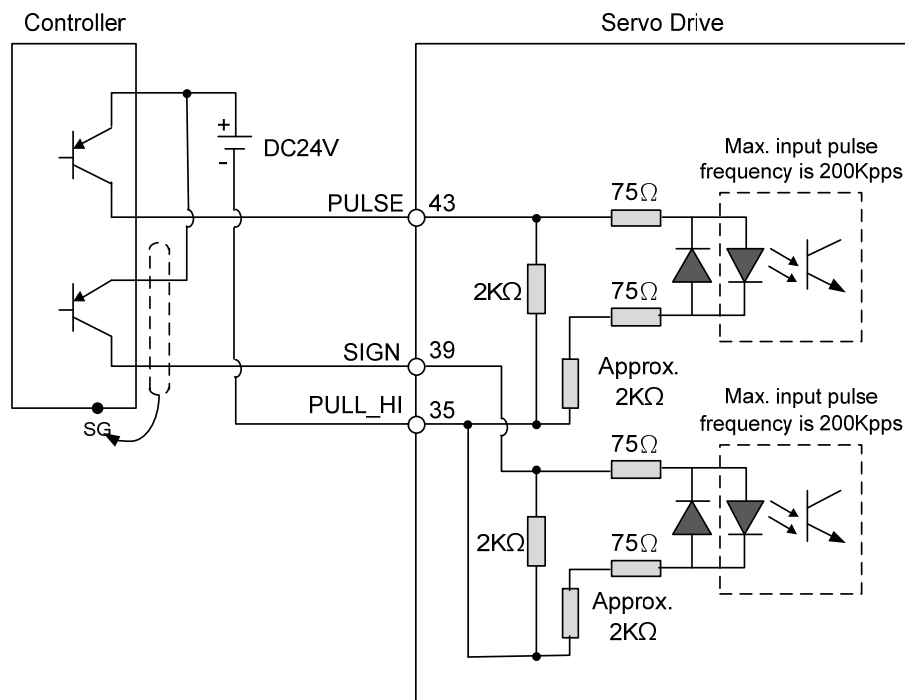 Controller
Servo Drive
+
-
DC24V
Max. input pulse
frequency is 200Kpps
PULSE
43
75Ω
2KΩ
75Ω
SIGN
39
Approx.
2KΩ
PULL_HI
35
SG
Max. input pulse
frequency is 200Kpps
75Ω
2KΩ
75Ω
Approx.
2KΩ